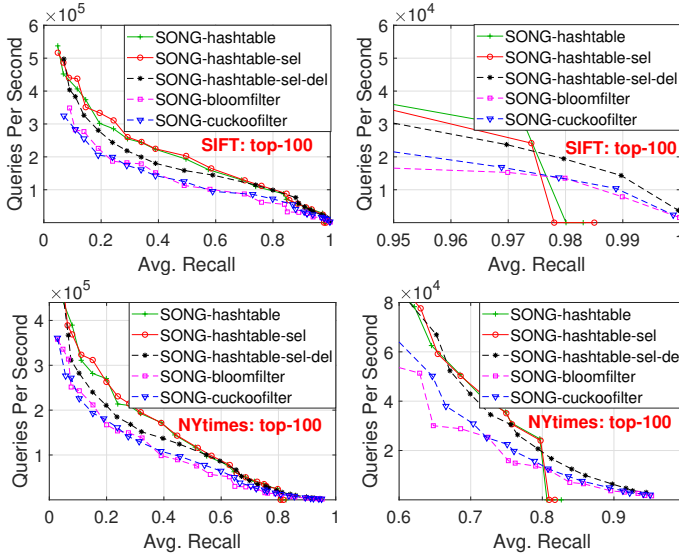 ×10^5
6
5
4
3
2
1
0
0.2
0.4
0.6
0.8
1
Queries Per Second
Avg. Recall
SONG-hashtable
SONG-hashtable-sel
SONG-hashtable-sel-del
SONG-bloomfilter
SONG-cuckoofilter
SIFT: top-100
×10^4
6
5
4
3
2
1
0.95
0.96
0.97
0.98
0.99
1
Queries Per Second
Avg. Recall
SONG-hashtable
SONG-hashtable-sel
SONG-hashtable-sel-del
SONG-bloomfilter
SONG-cuckoofilter
SIFT: top-100
×10^5
4
3
2
1
0
0.2
0.4
0.6
0.8
1
Queries Per Second
Avg. Recall
SONG-hashtable
SONG-hashtable-sel
SONG-hashtable-sel-del
SONG-bloomfilter
SONG-cuckoofilter
NYtimes: top-100
×10^4
8
6
4
2
0.6
0.7
0.8
0.9
1
Queries Per Second
Avg. Recall
SONG-hashtable
SONG-hashtable-sel
SONG-hashtable-sel-del
SONG-bloomfilter
SONG-cuckoofilter
NYtimes: top-100